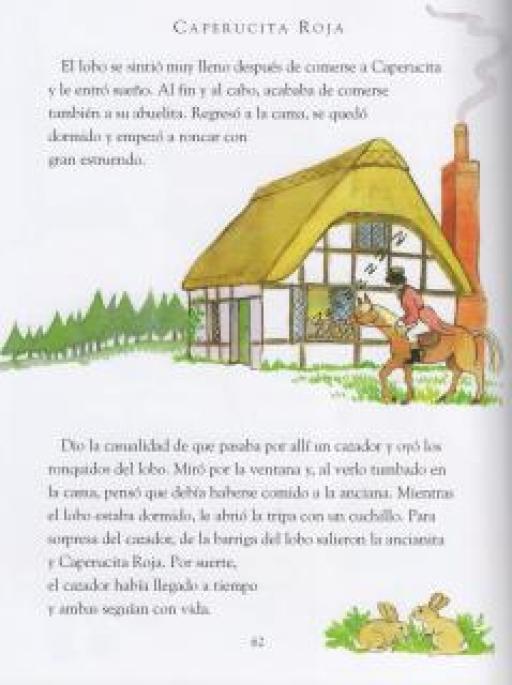 CAPERUCITA ROJA
El lobo se sintió muy lleno después de comerse a Caperucita
y le entró sueño. Al fin y al cabo, acababa de comerse
también a su abuelita. Regresó a la cama, se quedó
dormido y empezó a roncar con
gran estruendo.
Z
Z
Z
Dio la casualidad de que pasaba por allí un cazador y oyó los
ronquidos del lobo. Miró por la ventana y, al verlo tumbado en
la cama, pensó que debía haberse comido a la anciana. Mientras
el lobo estaba dormido, le abrió la tripa con un cuchillo. Para
sorpresa del cazador, de la barriga del lobo salieron la ancianita
y Caperucita Roja. Por suerte,
el cazador había llegado a tiempo
y ambas seguían con vida.
62